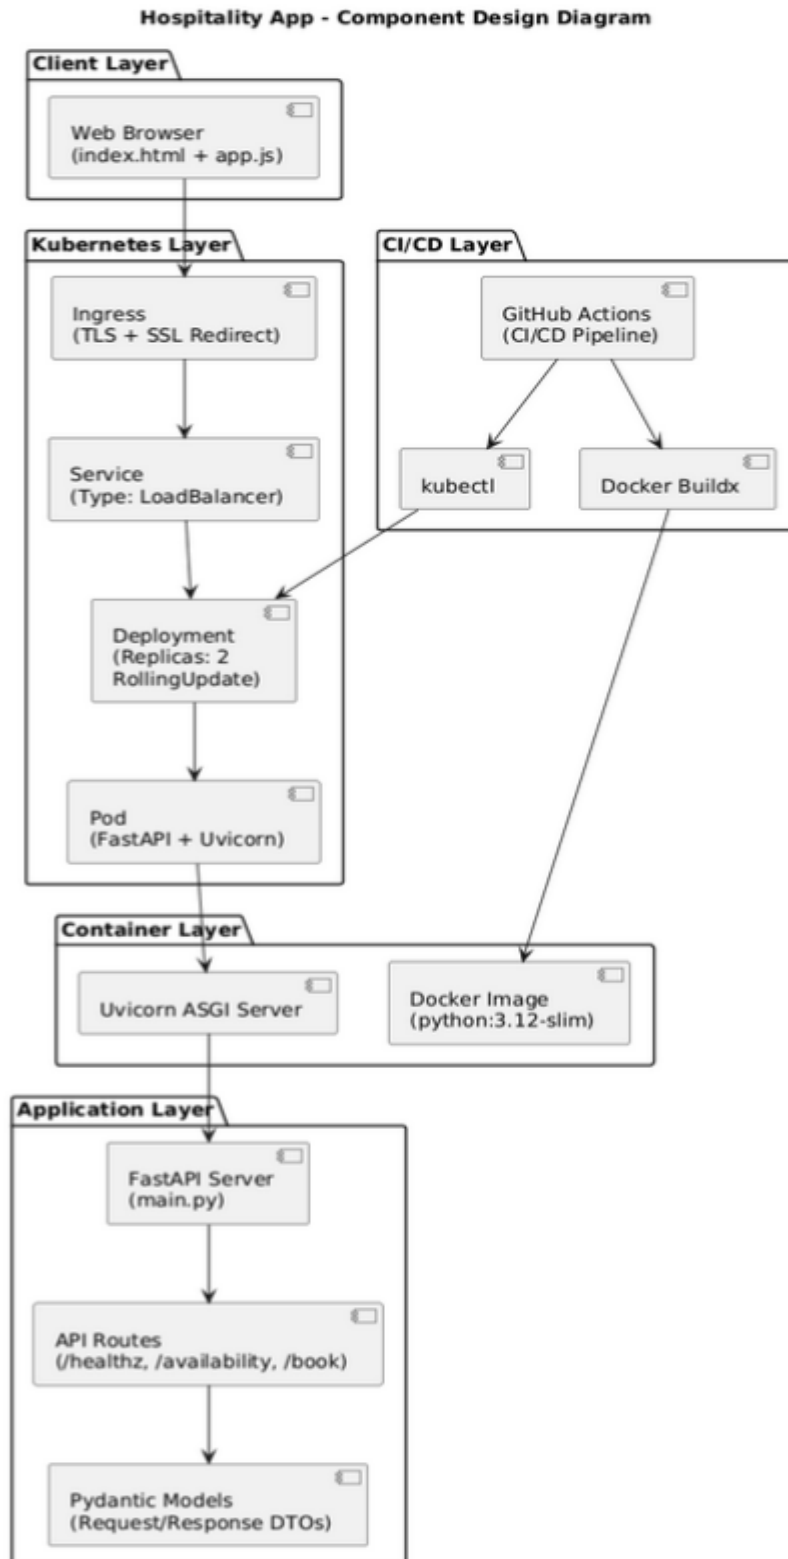 Hospitality App - Component Design Diagram
Client Layer
Web Browser
(index.html + app.js)
Kubernetes Layer
Ingress
(TLS + SSL Redirect)
Service
(Type: LoadBalancer)
Deployment
(Replicas: 2
RollingUpdate)
Pod
(FastAPI + Uvicorn)
CI/CD Layer
GitHub Actions
(CI/CD Pipeline)
kubectl
Docker Buildx
Container Layer
Uvicorn ASGI Server
Docker Image
(python:3.12-slim)
Application Layer
FastAPI Server
(main.py)
API Routes
(/healthz, /availability, /book)
Pydantic Models
(Request/Response DTOs)